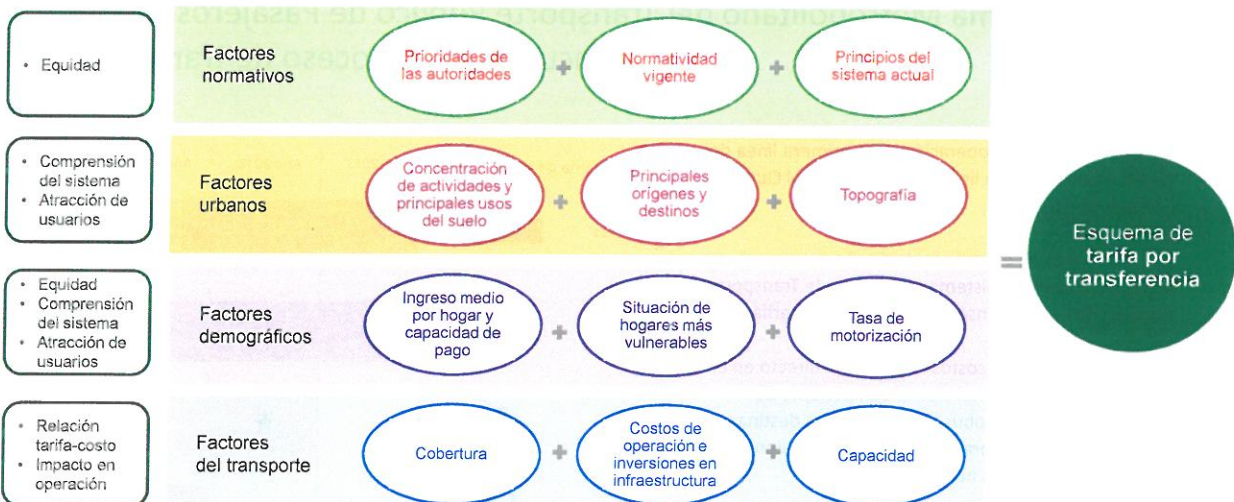 • Equidad
Factores
normativos
Prioridades de
las autoridades
+
Normatividad
vigente
+
Principios del
sistema actual
• Comprensión
del sistema
• Atracción de
usuarios
Factores
urbanos
Concentración
de actividades y
principales usos
del suelo
+
Principales
orígenes y
destinos
+
Topografía
• Equidad
• Comprensión
del sistema
• Atracción de
usuarios
Factores
demográficos
Ingreso medio
por hogar y
capacidad de
pago
+
Situación de
hogares más
vulnerables
+
Tasa de
motorización
• Relación
tarifa-costo
• Impacto en
operación
Factores
del transporte
Cobertura
+
Costos de
operación e
inversiones en
infraestructura
+
Capacidad
=
Esquema de
tarifa por
transferencia